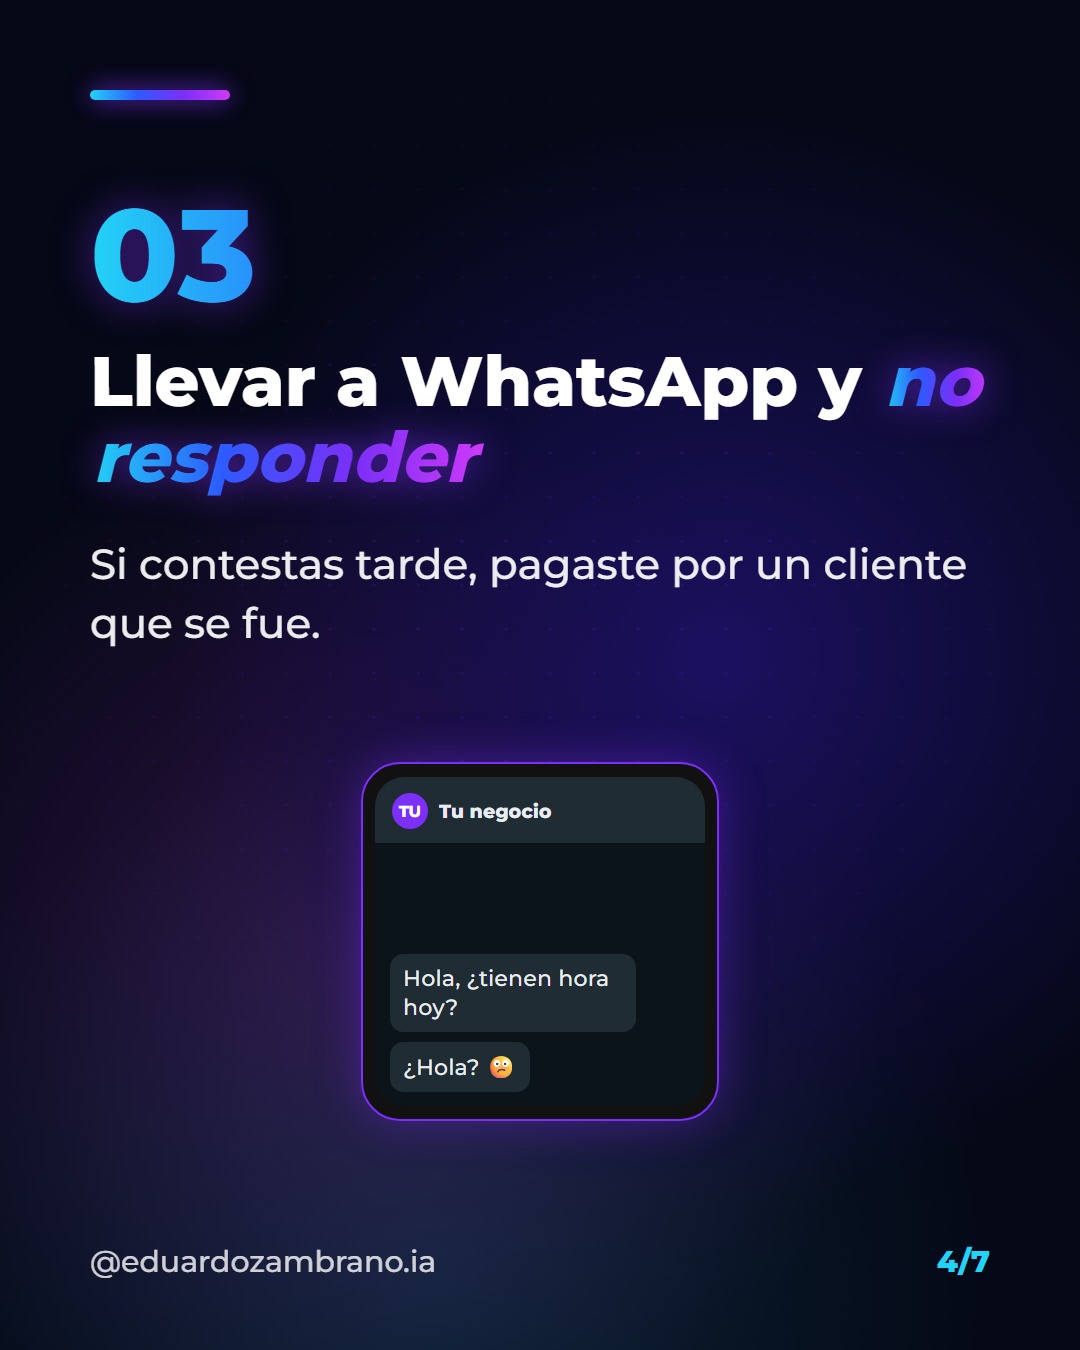 03
Llevar a WhatsApp y no
responder
Si contestas tarde, pagaste por un cliente
que se fue.
TU Tu negocio
Hola, ¿tienen hora
hoy?
¿Hola? 🫤
@eduardozambrano.ia 4/7